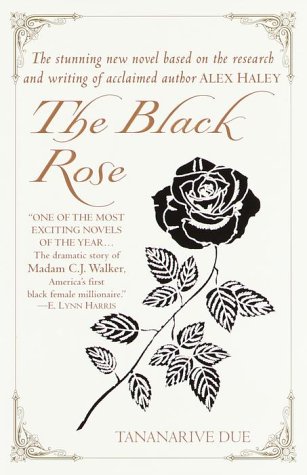 The stunning new novel based on the research
and writing of acclaimed author ALEX HALEY
The Black
Rose
"ONE OF THE MOST
EXCITING NOVELS
OF THE YEAR...
The dramatic story of
Madam C.J. Walker,
America's first
black female millionaire."
—E. LYNN HARRIS
TANANARIVE DUE